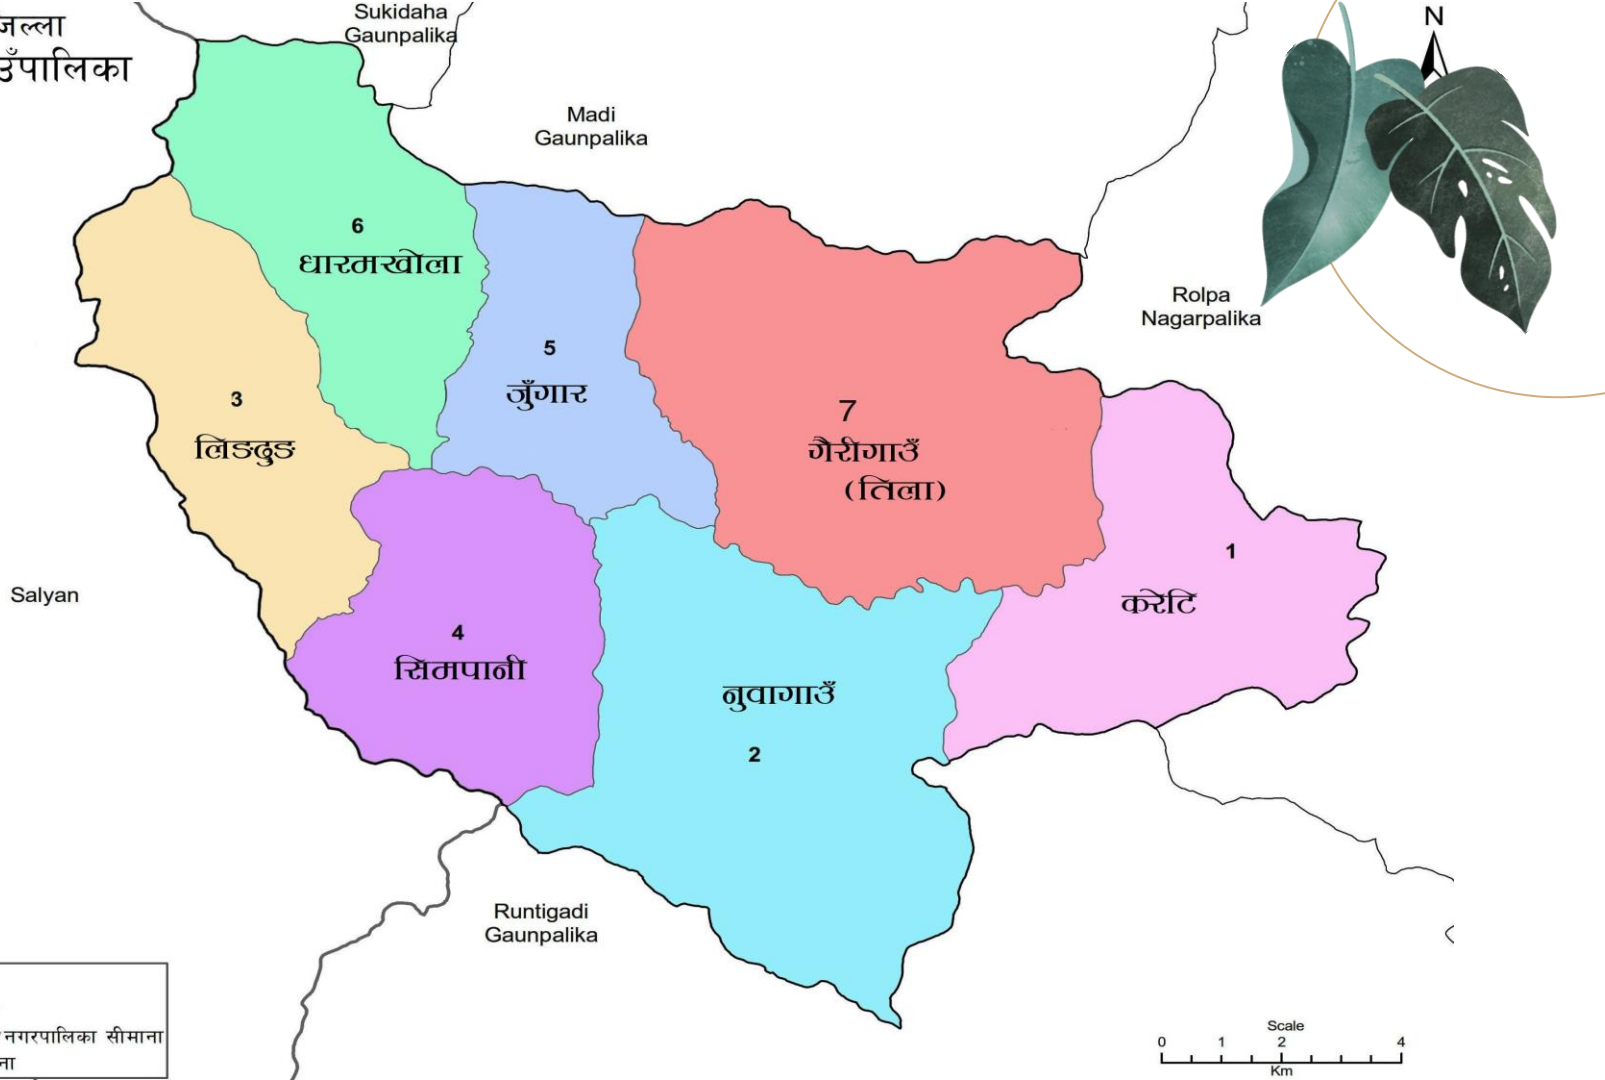 जिल्ला
उँपालिका
Sukidaha
Gaunpalika
N
Madi
Gaunpalika
6
धारमखोला
Rolpa
Nagarpalika
5
जुँगार
3
लिङदुङ
7
गैरीगाउँ
(तिला)
1
करेटि
Salyan
4
सिमपानी
नुवागाउँ
2
Runtigadi
Gaunpalika
नगरपालिका सीमाना
ना
Scale
0 1 2 4
Km